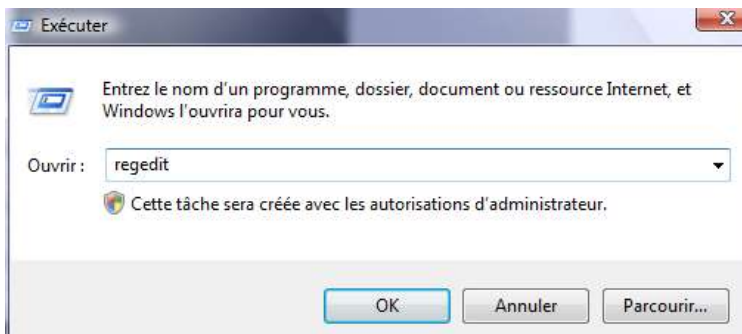 Exécuter
Entrez le nom d'un programme, dossier, document ou ressource Internet, et
Windows l'ouvrira pour vous.
Ouvrir : regedit
Cette tâche sera créée avec les autorisations d'administrateur.
OK Annuler Parcourir...